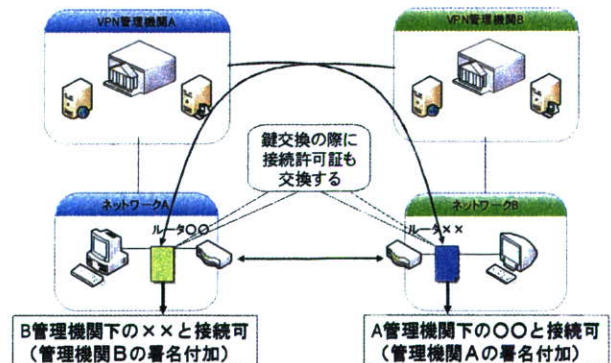 VPN管理機関A
VPN管理機関B
鍵交換の際に
接続許可証も
交換する
ネットワークA
ネットワークB
ルータ〇〇
ルータ××
B管理機関下の××と接続可
(管理機関Bの署名付加)
A管理機関下の〇〇と接続可
(管理機関Aの署名付加)